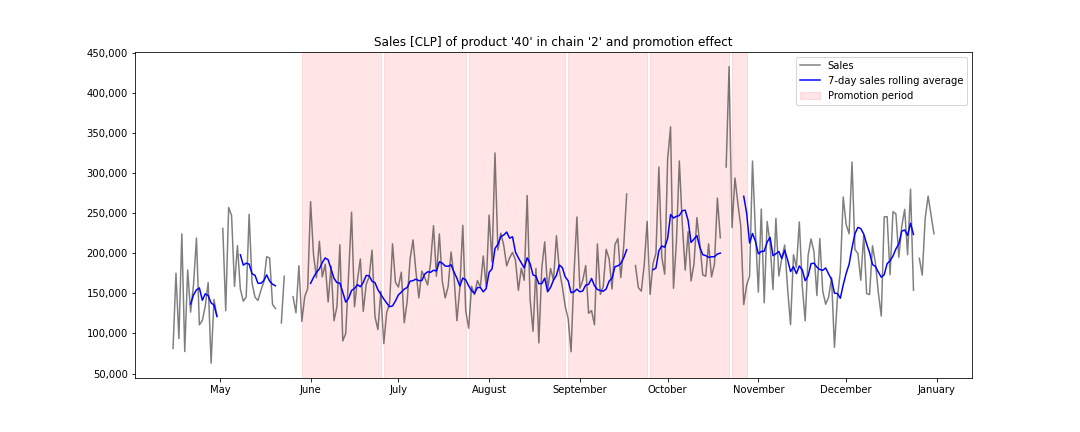 Sales [CLP] of product '40' in chain '2' and promotion effect
450,000
400,000
350,000
300,000
250,000
200,000
150,000
100,000
50,000
Sales
7-day sales rolling average
Promotion period
May
June
July
August
September
October
November
December
January